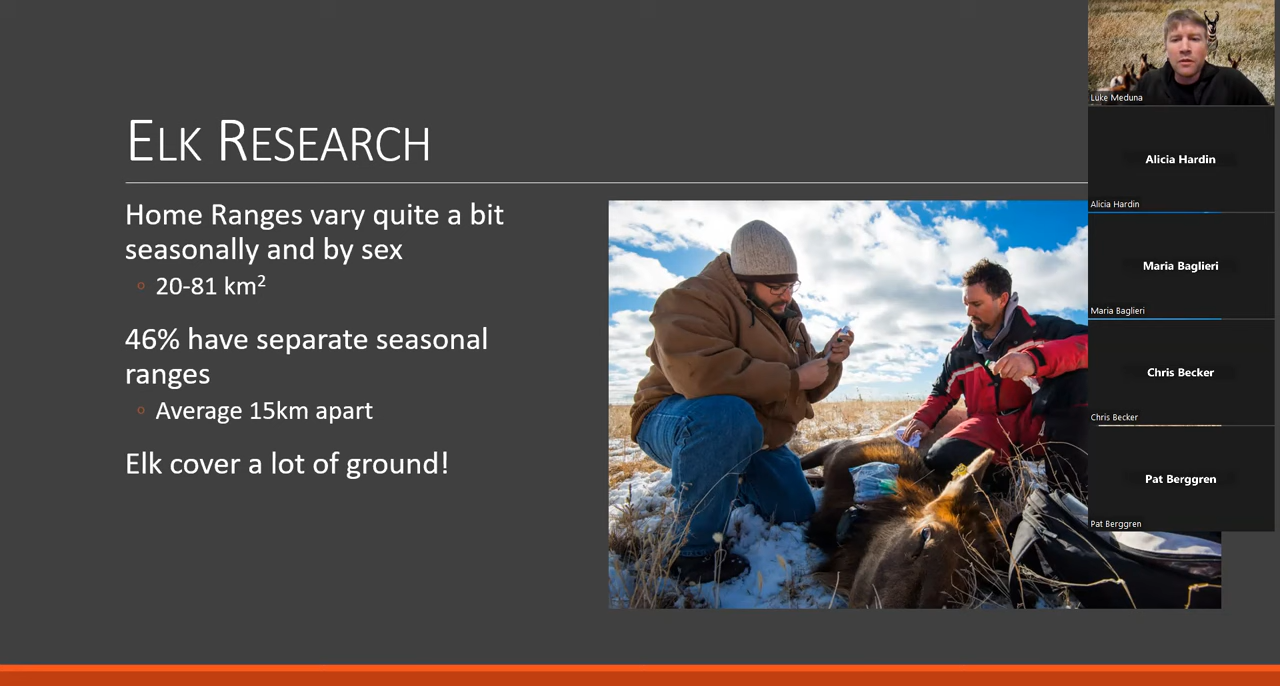 ELK RESEARCH
Home Ranges vary quite a bit
seasonally and by sex
20-81 km²
46% have separate seasonal
ranges
Average 15km apart
Elk cover a lot of ground!
Luke Meduna
Alicia Hardin
Alicia Hardin
Maria Baglieri
Maria Baglieri
Chris Becker
Chris Becker
Pat Berggren
Pat Berggren